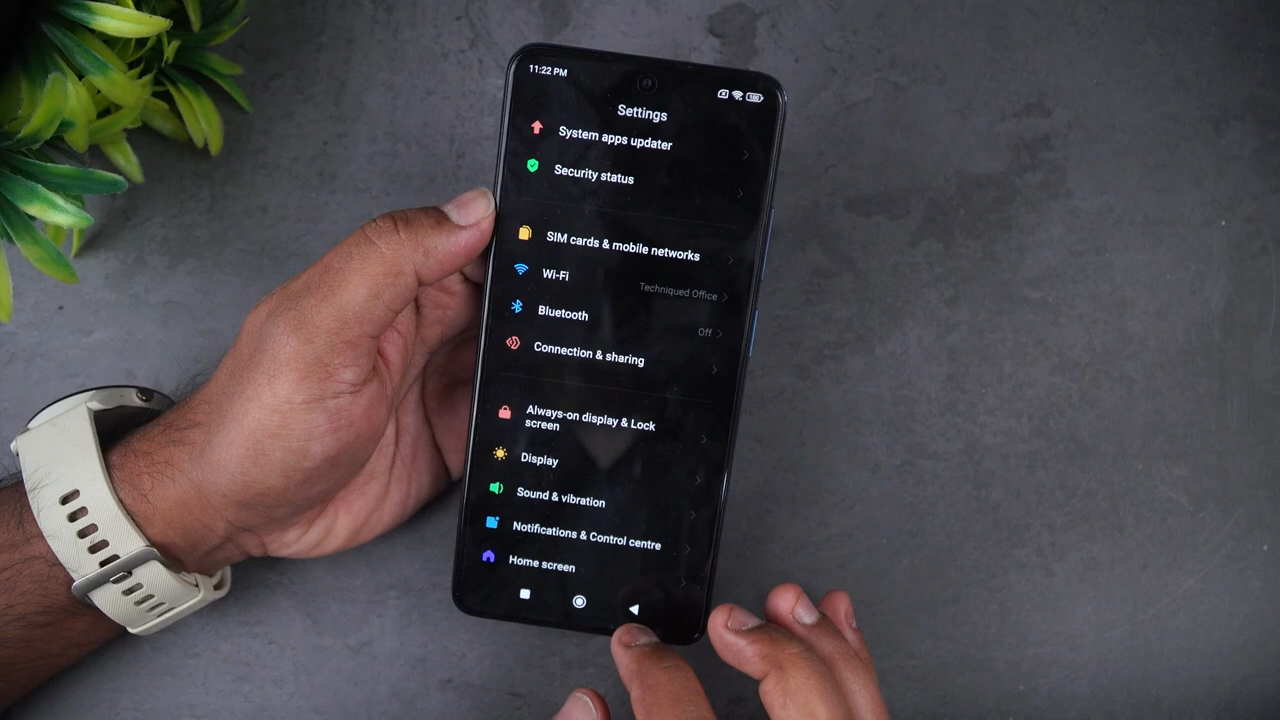 11:22 PM
100
Settings
System apps updater
Security status
SIM cards & mobile networks
Wi-Fi
Techniqued Office
Bluetooth
Off
Connection & sharing
Always-on display & Lock
screen
Display
Sound & vibration
Notifications & Control centre
Home screen